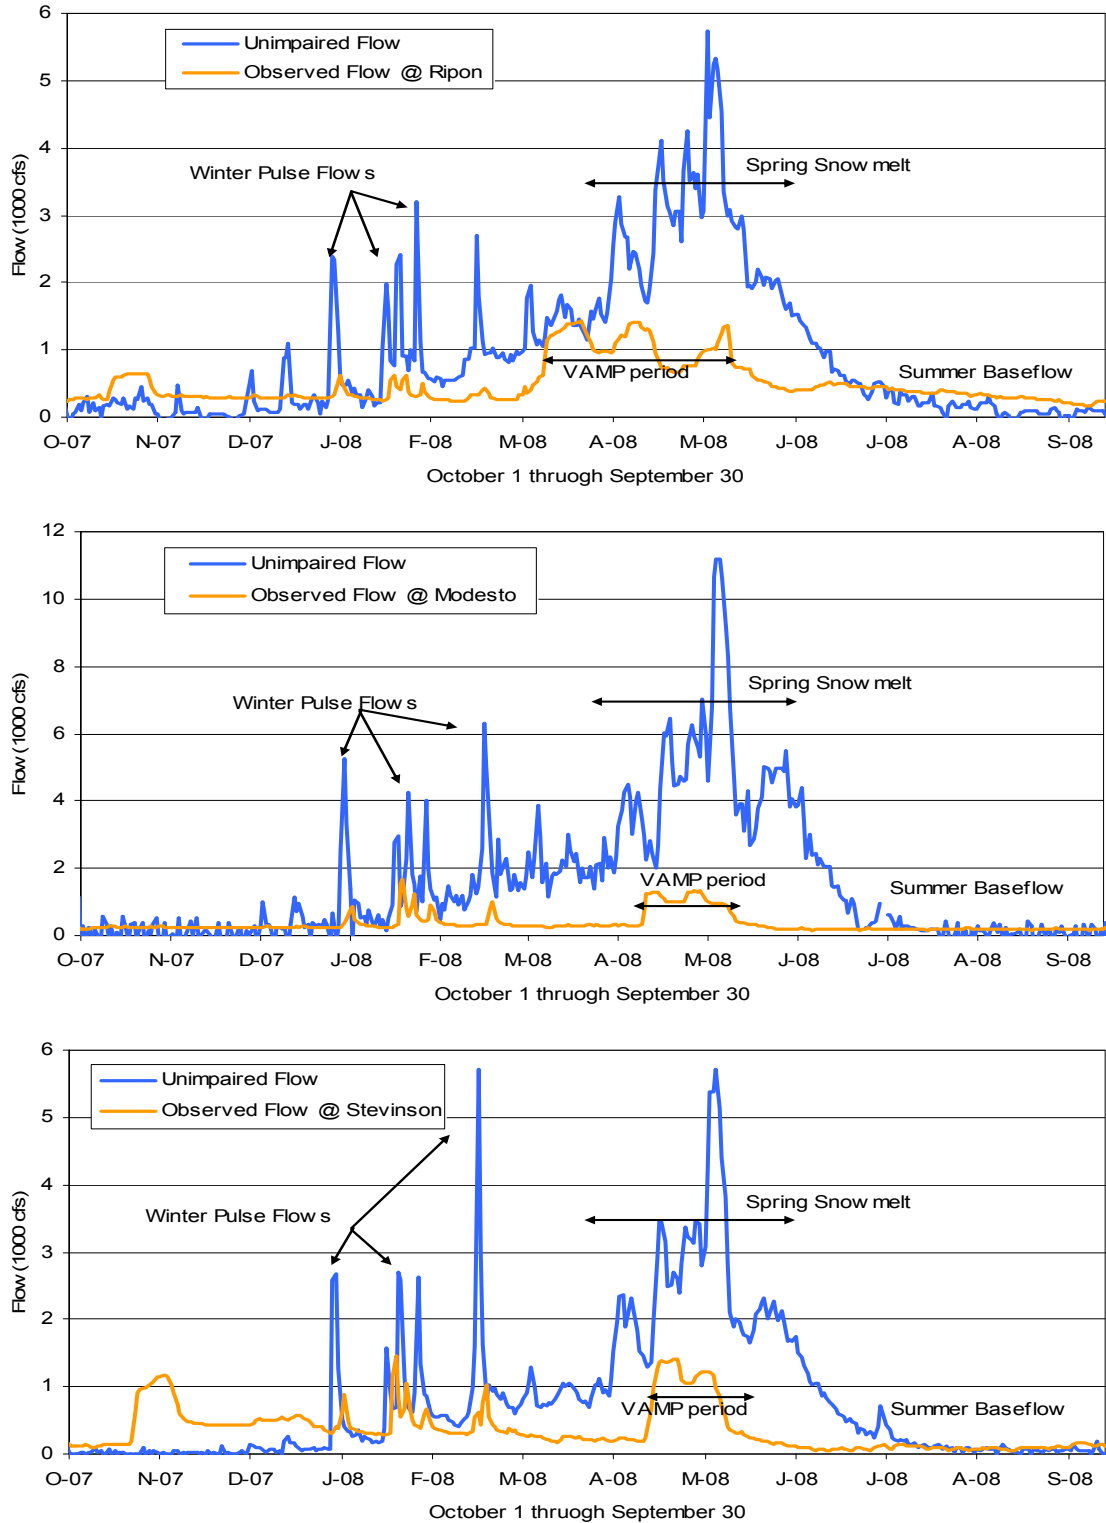 6
5
4
3
2
1
0
Flow (1000 cfs)
Unimpaired Flow
Observed Flow @ Ripon
Winter Pulse Flows
Spring Snow melt
VAMP period
Summer Baseflow
O-07 N-07 D-07 J-08 F-08 M-08 A-08 M-08 J-08 J-08 A-08 S-08
October 1 thruogh September 30
12
10
8
6
4
2
0
Flow (1000 cfs)
Unimpaired Flow
Observed Flow @ Modesto
Winter Pulse Flows
Spring Snow melt
VAMP period
Summer Baseflow
O-07 N-07 D-07 J-08 F-08 M-08 A-08 M-08 J-08 J-08 A-08 S-08
October 1 thruogh September 30
6
5
4
3
2
1
0
Flow (1000 cfs)
Unimpaired Flow
Observed Flow @ Stevinson
Winter Pulse Flows
Spring Snow melt
VAMP period
Summer Baseflow
O-07 N-07 D-07 J-08 F-08 M-08 A-08 M-08 J-08 J-08 A-08 S-08
October 1 thruogh September 30